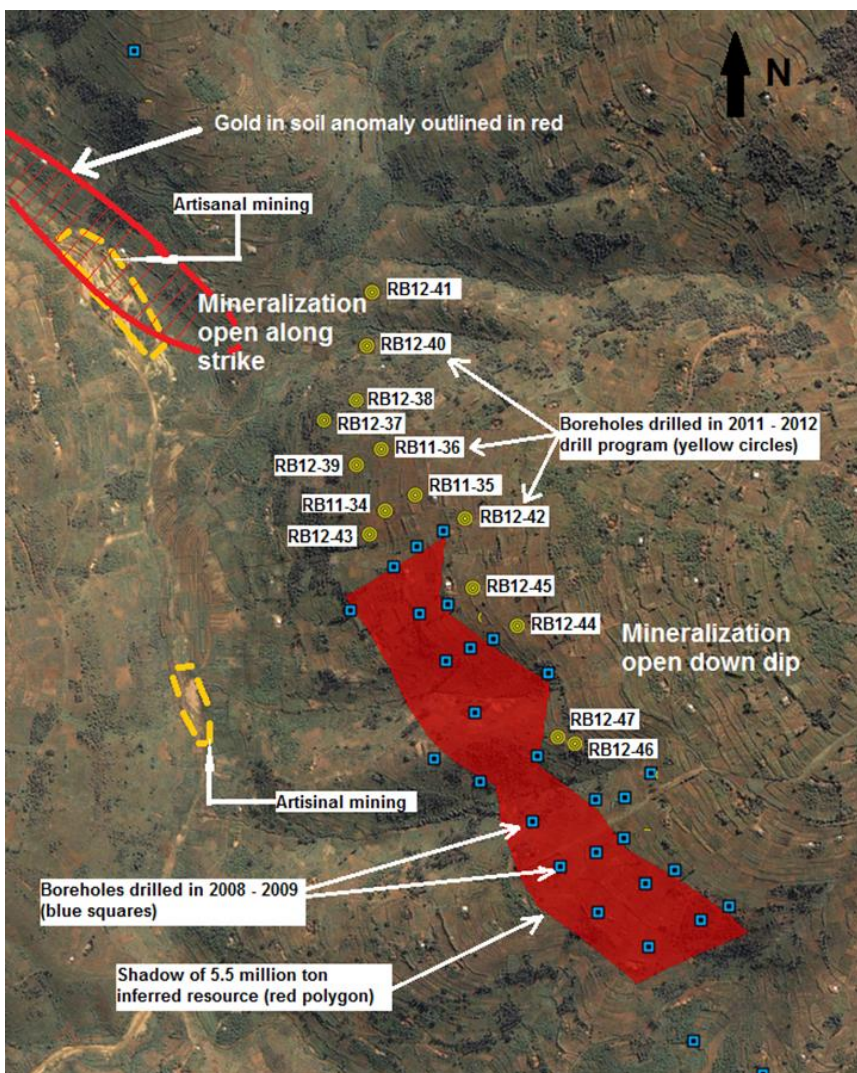 N
Gold in soil anomaly outlined in red
Artisanal mining
Mineralization
open along
strike
RB12-41
RB12-40
RB12-38
RB12-37
Boreholes drilled in 2011 - 2012
drill program (yellow circles)
RB11-36
RB12-39
RB11-35
RB11-34
RB12-42
RB12-43
RB12-45
RB12-44
Mineralization
open down dip
RB12-47
RB12-46
Artisinal mining
Boreholes drilled in 2008 - 2009
(blue squares)
Shadow of 5.5 million ton
inferred resource (red polygon)